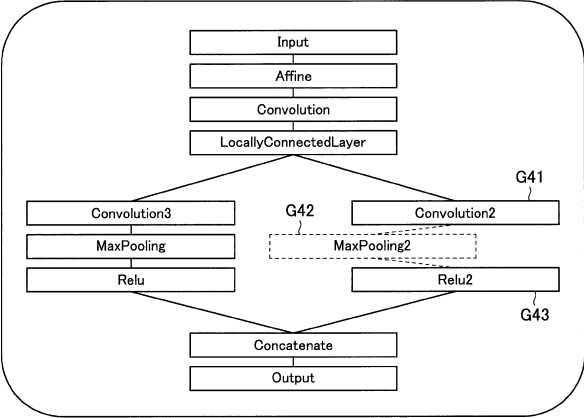 Input
Affine
Convolution
LocallyConnectedLayer
G41
Convolution3
G42
Convolution2
MaxPooling
MaxPooling2
Relu
Relu2
G43
Concatenate
Output